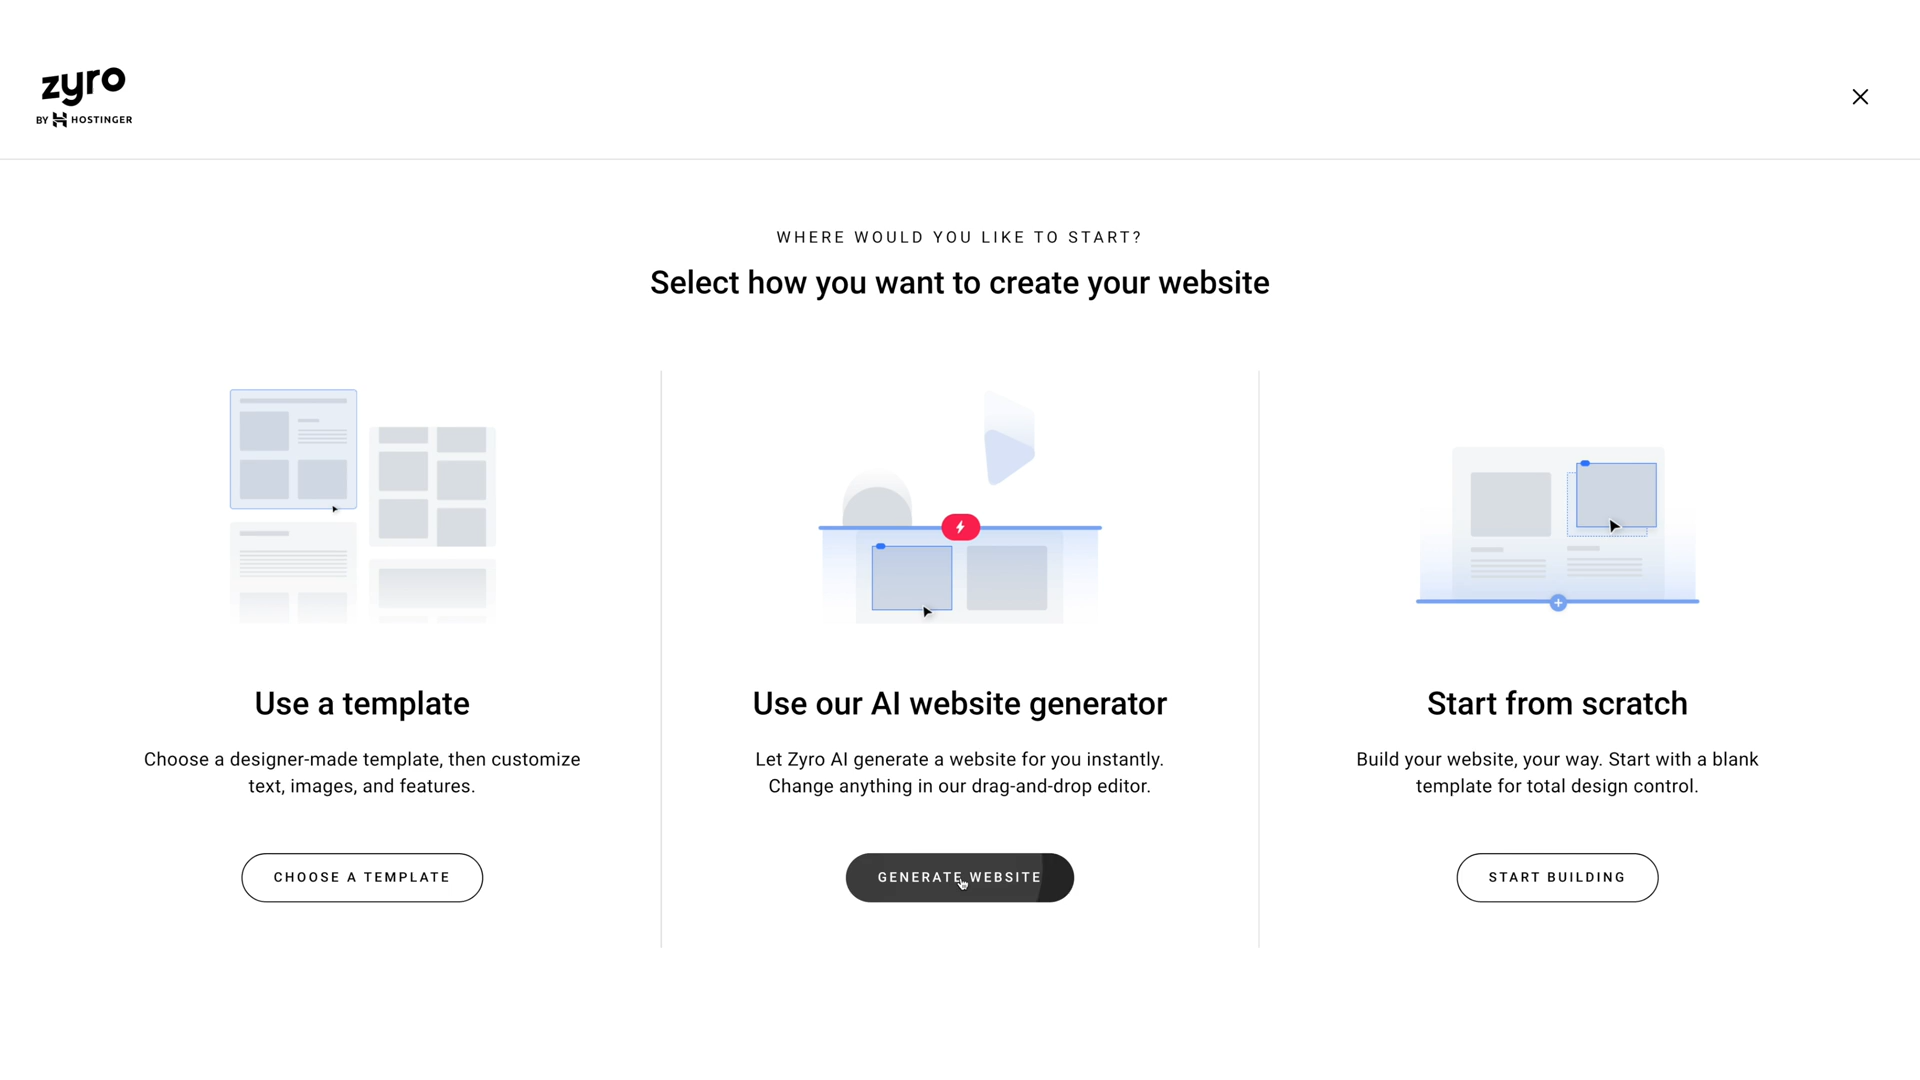 zyro
BY HOSTINGER
WHERE WOULD YOU LIKE TO START?
Select how you want to create your website
Use a template
Choose a designer-made template, then customize
text, images, and features.
CHOOSE A TEMPLATE
Use our AI website generator
Let Zyro AI generate a website for you instantly.
Change anything in our drag-and-drop editor.
GENERATE WEBSITE
Start from scratch
Build your website, your way. Start with a blank
template for total design control.
START BUILDING